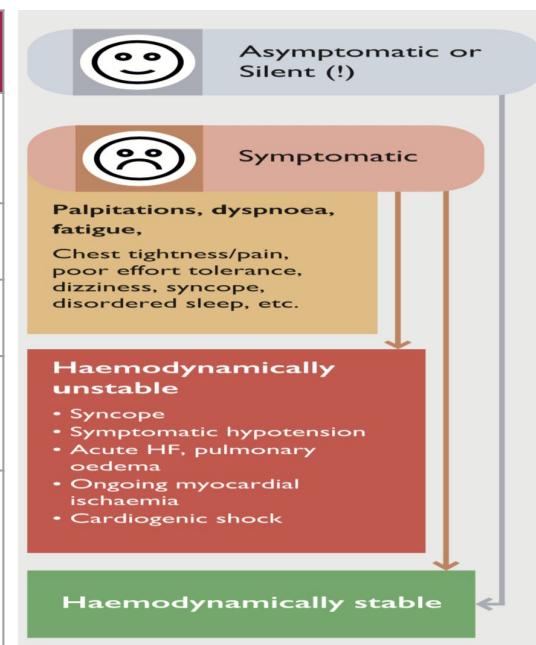 Asymptomatic or
Silent (!)
Symptomatic
Palpitations, dyspnoea,
fatigue,
Chest tightness/pain,
poor effort tolerance,
dizziness, syncope,
disordered sleep, etc.
Haemodynamically
unstable
• Syncope
• Symptomatic hypotension
• Acute HF, pulmonary
oedema
• Ongoing myocardial
ischaemia
• Cardiogenic shock
Haemodynamically stable